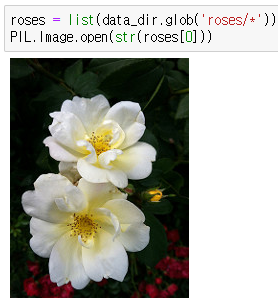 roses = list(data_dir.glob('roses/*'))
PIL.Image.open(str(roses[0]))